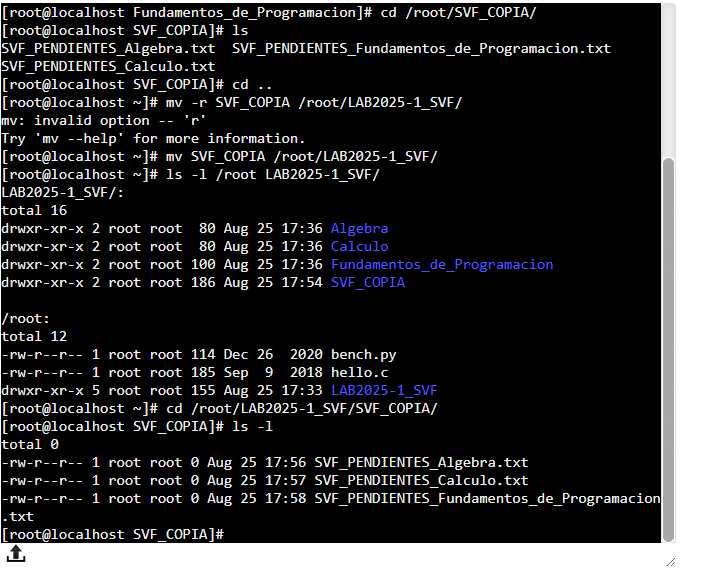 [root@localhost Fundamentos_de_Programacion]# cd /root/SVF_COPIA/
[root@localhost SVF_COPIA]# ls
SVF_PENDIENTES_Algebra.txt  SVF_PENDIENTES_Fundamentos_de_Programacion.txt
SVF_PENDIENTES_Calculo.txt
[root@localhost SVF_COPIA]# cd ..
[root@localhost ~]# mv -r SVF_COPIA /root/LAB2025-1_SVF/
mv: invalid option -- 'r'
Try 'mv --help' for more information.
[root@localhost ~]# mv SVF_COPIA /root/LAB2025-1_SVF/
[root@localhost ~]# ls -l /root LAB2025-1_SVF/
LAB2025-1_SVF/:
total 16
drwxr-xr-x 2 root root  80 Aug 25 17:36 Algebra
drwxr-xr-x 2 root root  80 Aug 25 17:36 Calculo
drwxr-xr-x 2 root root 100 Aug 25 17:36 Fundamentos_de_Programacion
drwxr-xr-x 2 root root 186 Aug 25 17:54 SVF_COPIA

/root:
total 12
-rw-r--r-- 1 root root 114 Dec 26  2020 bench.py
-rw-r--r-- 1 root root 185 Sep  9  2018 hello.c
drwxr-xr-x 5 root root 155 Aug 25 17:33 LAB2025-1_SVF
[root@localhost ~]# cd /root/LAB2025-1_SVF/SVF_COPIA/
[root@localhost SVF_COPIA]# ls -l
total 0
-rw-r--r-- 1 root root 0 Aug 25 17:56 SVF_PENDIENTES_Algebra.txt
-rw-r--r-- 1 root root 0 Aug 25 17:57 SVF_PENDIENTES_Calculo.txt
-rw-r--r-- 1 root root 0 Aug 25 17:58 SVF_PENDIENTES_Fundamentos_de_Programacion
.txt
[root@localhost SVF_COPIA]#